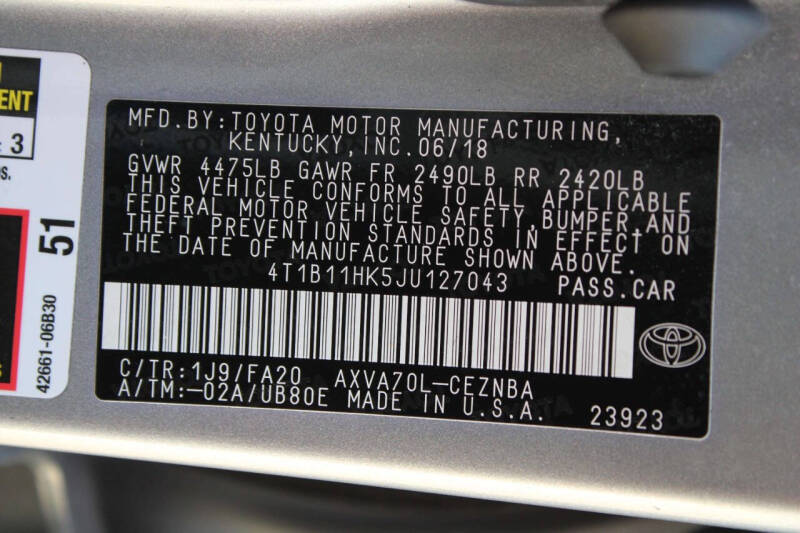 ENT
3
s.
51
42661-06B30
MFD.BY:TOYOTA MOTOR MANUFACTURING,
KENTUCKY, INC.06/18
GVWR 4475LB GAWR FR 2490LB RR 2420LB
THIS VEHICLE CONFORMS TO ALL APPLICABLE
FEDERAL MOTOR VEHICLE SAFETY,BUMPER,AND
THEFT PREVENTION STANDARDS IN EFFECT ON
THE DATE OF MANUFACTURE SHOWN ABOVE.
4T1B11HK5JU127043 PASS.CAR
C/TR:1J9/FA20 AXVA70L-CEZNBA
A/TM:-02A/UB80E MADE IN U.S.A. 23923